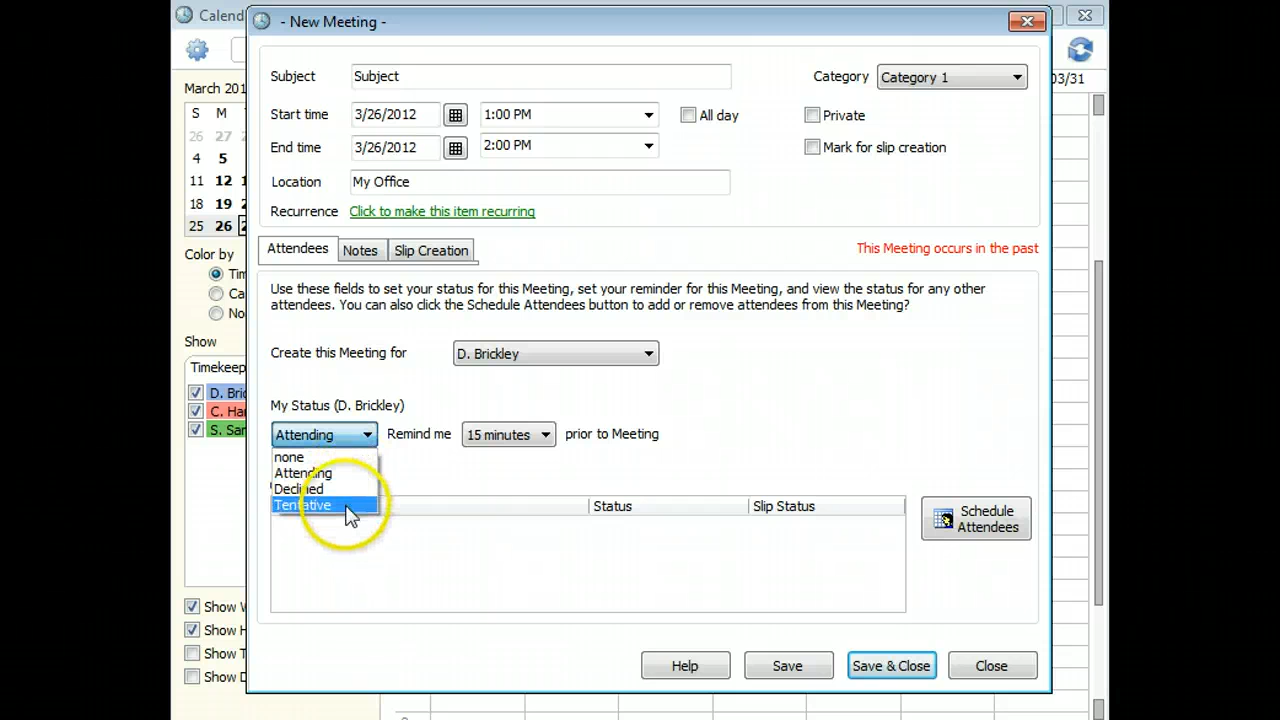 Calend
- New Meeting -
Subject Subject Category Category 1
03/31
March 201
S M
26 27
4 5
11 12
18 19
25 26
Start time 3/26/2012 1:00 PM All day Private
End time 3/26/2012 2:00 PM Mark for slip creation
Location My Office
Recurrence Click to make this item recurring
Color by
Tim
Ca
No
Show
Timekeep
D. Bri
C. Ha
S. Sar
Show
Show H
Show T
Show D
Attendees Notes Slip Creation This Meeting occurs in the past
Use these fields to set your status for this Meeting, set your reminder for this Meeting, and view the status for any other
attendees. You can also click the Schedule Attendees button to add or remove attendees from this Meeting?
Create this Meeting for D. Brickley
My Status (D. Brickley)
Attending Remind me 15 minutes prior to Meeting
none
Attending
Declined
Tentative
Status Slip Status
Schedule
Attendees
Help Save Save & Close Close